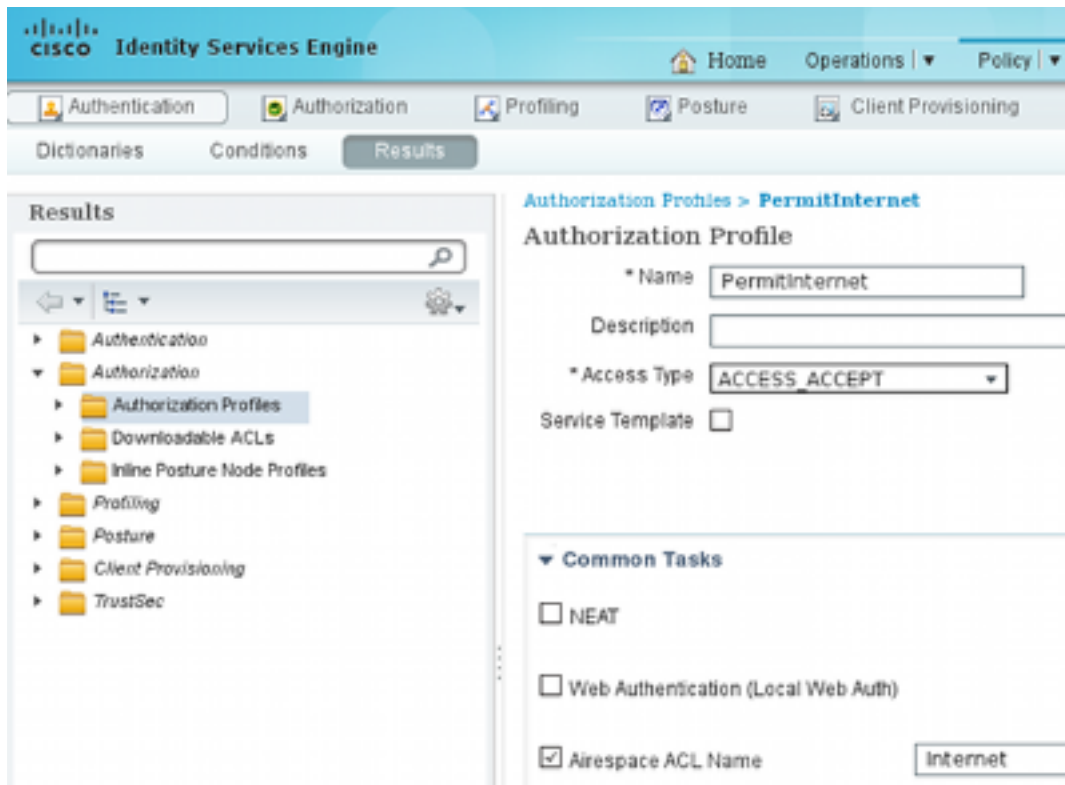 CISCO Identity Services Engine
Home Operations Policy
Authentication Authorization Profiling Posture Client Provisioning
Dictionaries Conditions Results
Results
Authentication
Authorization
Authorization Profiles
Downloadable ACLs
Inline Posture Node Profiles
Profiling
Posture
Client Provisioning
TrustSec
Authorization Profiles > PermitInternet
Authorization Profile
* Name PermitInternet
Description
* Access Type ACCESS_ACCEPT
Service Template
Common Tasks
NEAT
Web Authentication (Local Web Auth)
Airespace ACL Name Internet